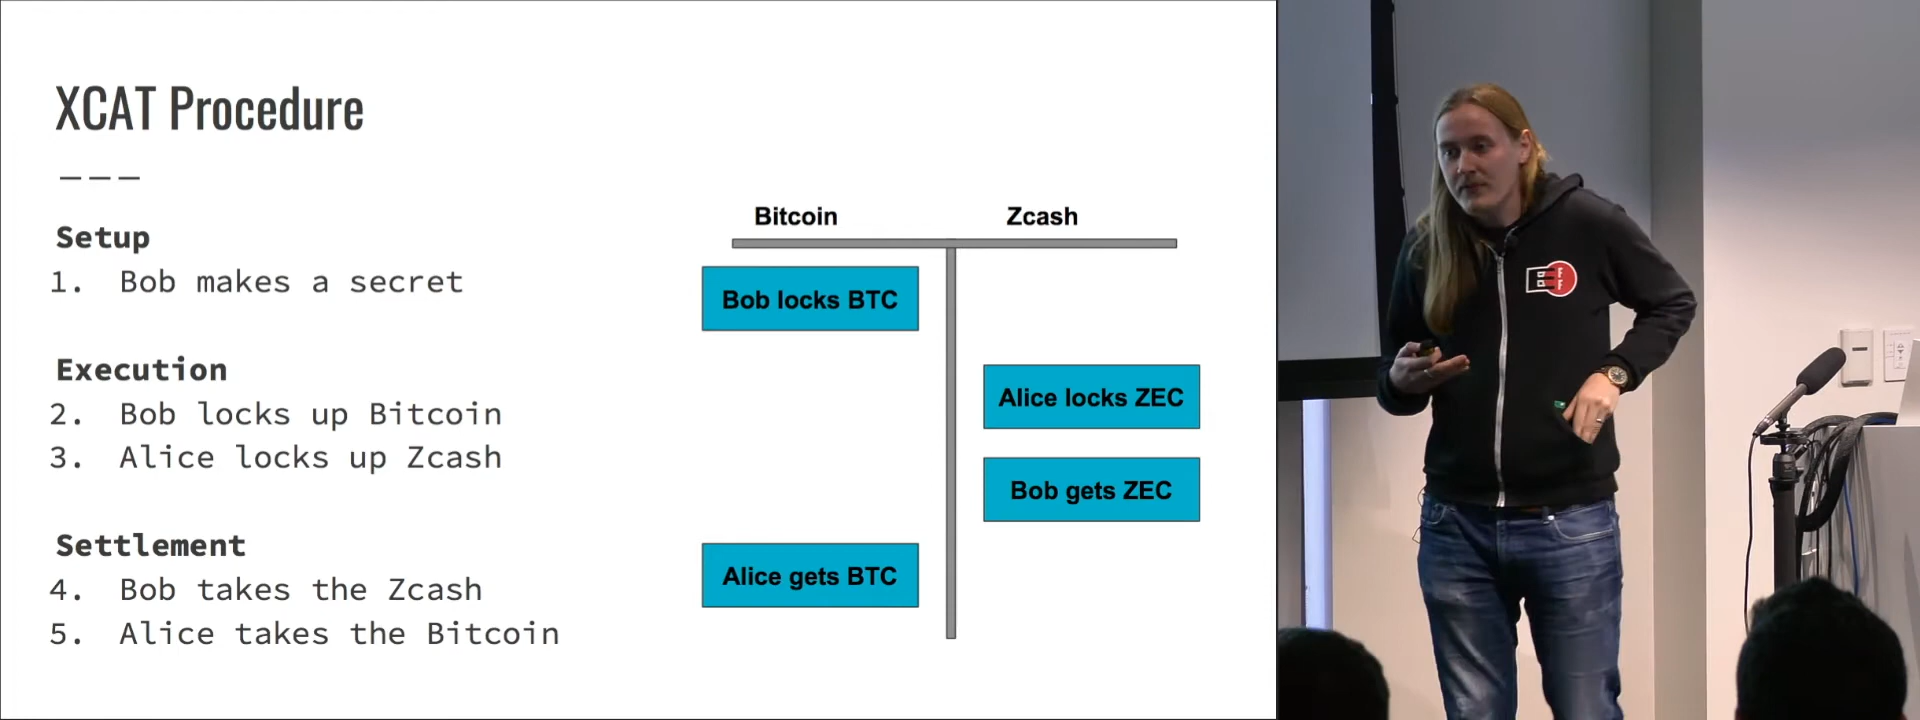 XCAT Procedure
Setup
1. Bob makes a secret
Execution
2. Bob locks up Bitcoin
3. Alice locks up Zcash
Settlement
4. Bob takes the Zcash
5. Alice takes the Bitcoin
Bitcoin Zcash
Bob locks BTC
Alice locks ZEC
Bob gets ZEC
Alice gets BTC